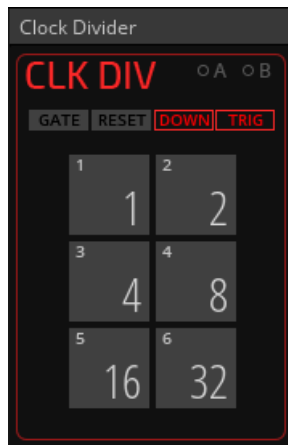 Clock Divider
CLK DIV A B
GATE RESET DOWN TRIG
1 2
1 2
3 4
4 8
5 6
16 32